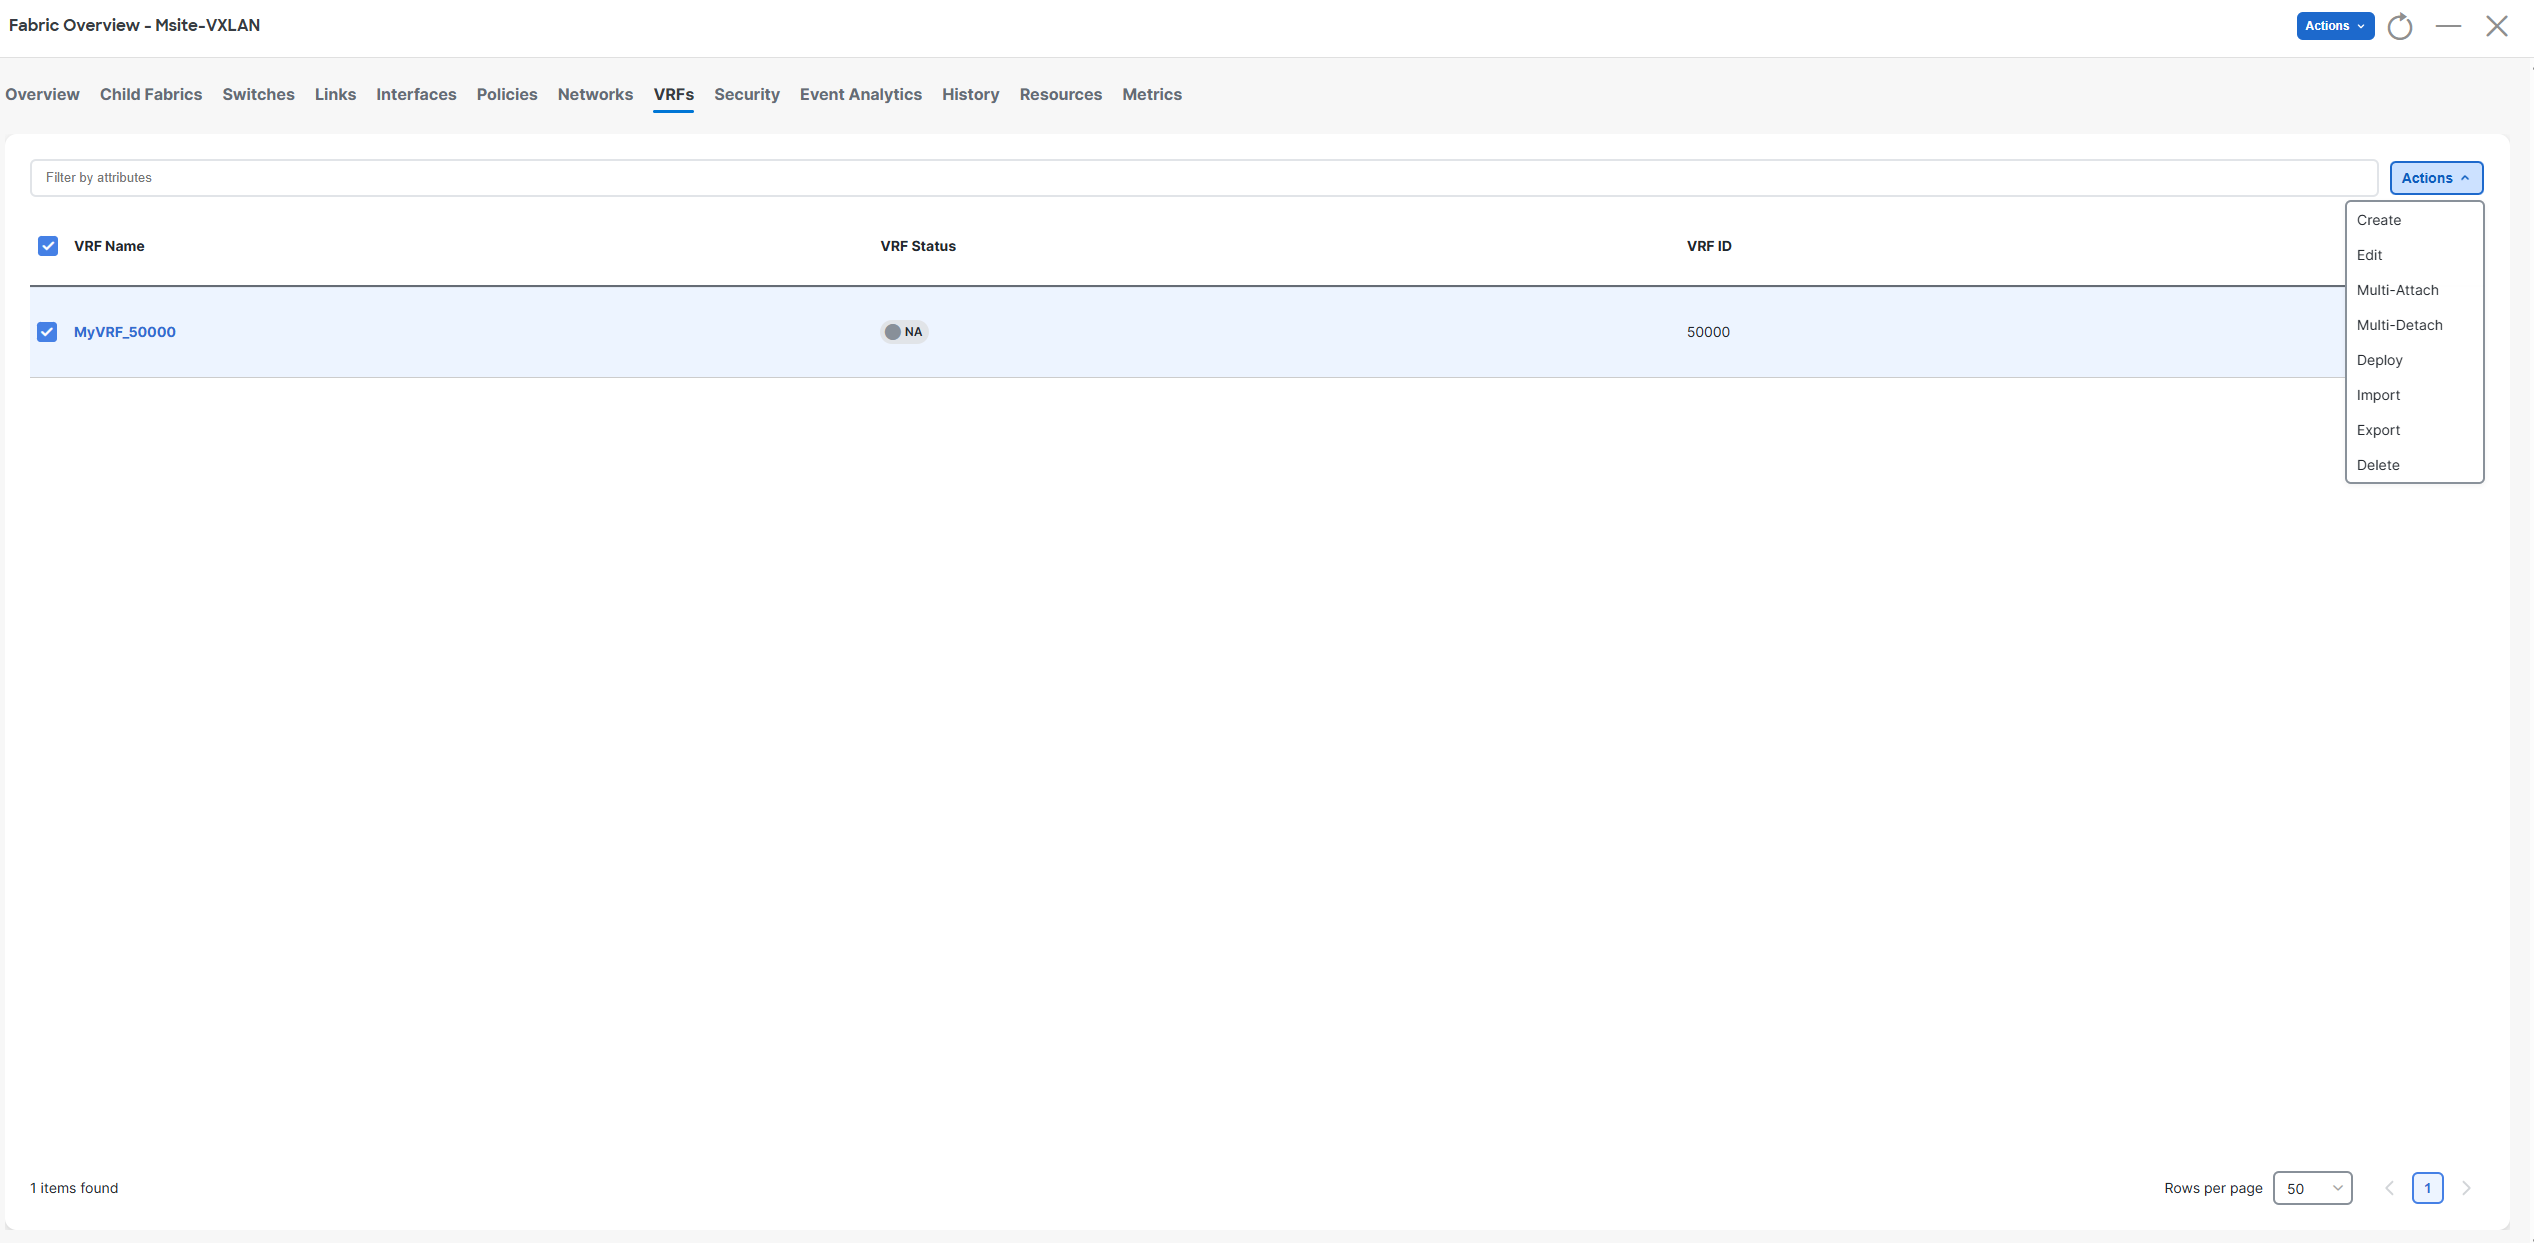 Fabric Overview - Msite-VXLAN
Actions
Overview Child Fabrics Switches Links Interfaces Policies Networks VRFs Security Event Analytics History Resources Metrics
Filter by attributes
Actions
VRF Name VRF Status VRF ID
MyVRF_50000 NA 50000
Create
Edit
Multi-Attach
Multi-Detach
Deploy
Import
Export
Delete
1 items found
Rows per page 50 1